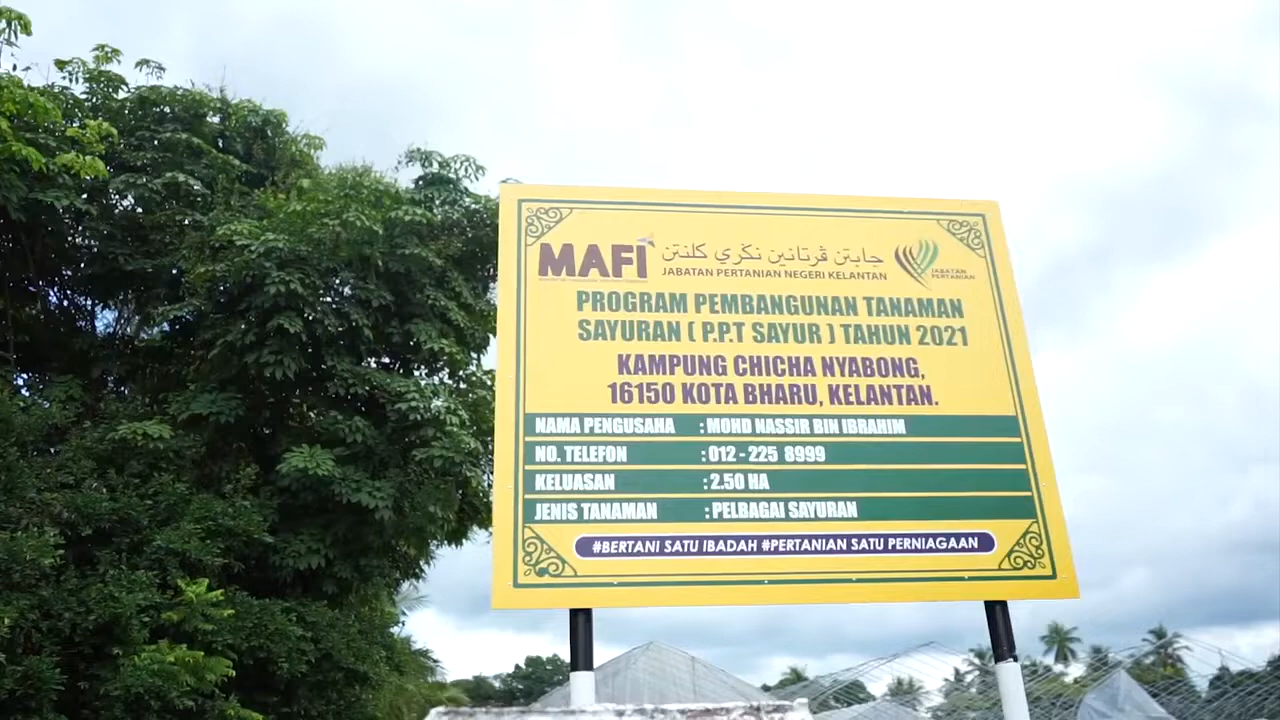 MAFI
جابتن ڤرتانين نݢري كلنتن
JABATAN PERTANIAN NEGERI KELANTAN
JABATAN
PERTANIAN
PROGRAM PEMBANGUNAN TANAMAN
SAYURAN ( P.P.T SAYUR ) TAHUN 2021
KAMPUNG CHICHA NYABONG,
16150 KOTA BHARU, KELANTAN.
NAMA PENGUSAHA : MOHD NASSIR BIN IBRAHIM
NO. TELEFON : 012 - 225 8999
KELUASAN : 2.50 HA
JENIS TANAMAN : PELBAGAI SAYURAN
#BERTANI SATU IBADAH #PERTANIAN SATU PERNIAGAAN